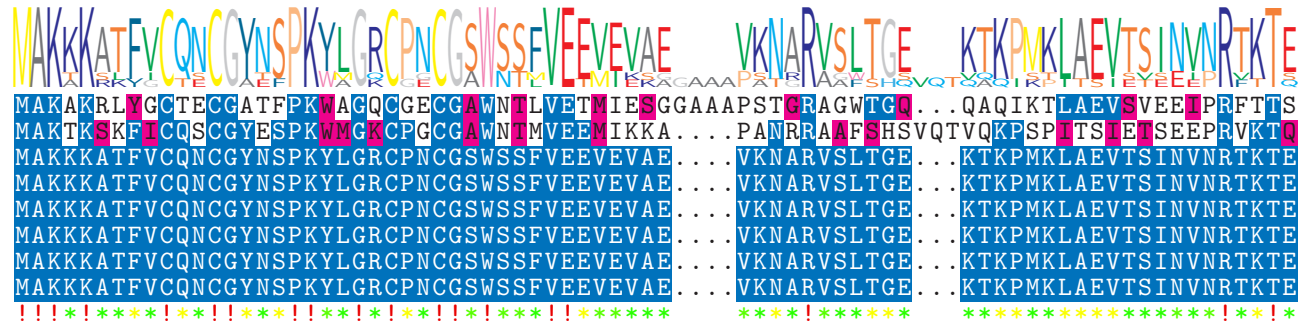 MAKKKATFVCQNCGYNSPKYLGRCPNCGSWSSFVEEVEVAE VKNARVSLTGE KTKPMKLAEVTSINVNRTKTE
MAKAKRLYGCTECGATFPKWAGQCGECGAWNTLVETMIESGGAAAPSTGRAGWTGQ...QAQIKTLAEVSVEEIPRFTTS
MAKTKSKFICQSCGYESPKWMGKCPGCGAWNTMVEEMIKKA....PANRRAAFSHSVQTVQKPSPITSIETSEEPRVKTQ
MAKKKATFVCQNCGYNSPKYLGRCPNCGSWSSFVEEVEVAE....VKNARVSLTGE...KTKPMKLAEVTSINVNRTKTE
MAKKKATFVCQNCGYNSPKYLGRCPNCGSWSSFVEEVEVAE....VKNARVSLTGE...KTKPMKLAEVTSINVNRTKTE
MAKKKATFVCQNCGYNSPKYLGRCPNCGSWSSFVEEVEVAE....VKNARVSLTGE...KTKPMKLAEVTSINVNRTKTE
MAKKKATFVCQNCGYNSPKYLGRCPNCGSWSSFVEEVEVAE....VKNARVSLTGE...KTKPMKLAEVTSINVNRTKTE
MAKKKATFVCQNCGYNSPKYLGRCPNCGSWSSFVEEVEVAE....VKNARVSLTGE...KTKPMKLAEVTSINVNRTKTE
MAKKKATFVCQNCGYNSPKYLGRCPNCGSWSSFVEEVEVAE....VKNARVSLTGE...KTKPMKLAEVTSINVNRTKTE
!!!*!****!**!!***!!**!*!**!!*!***!!****** ****!****** ****************!**!*